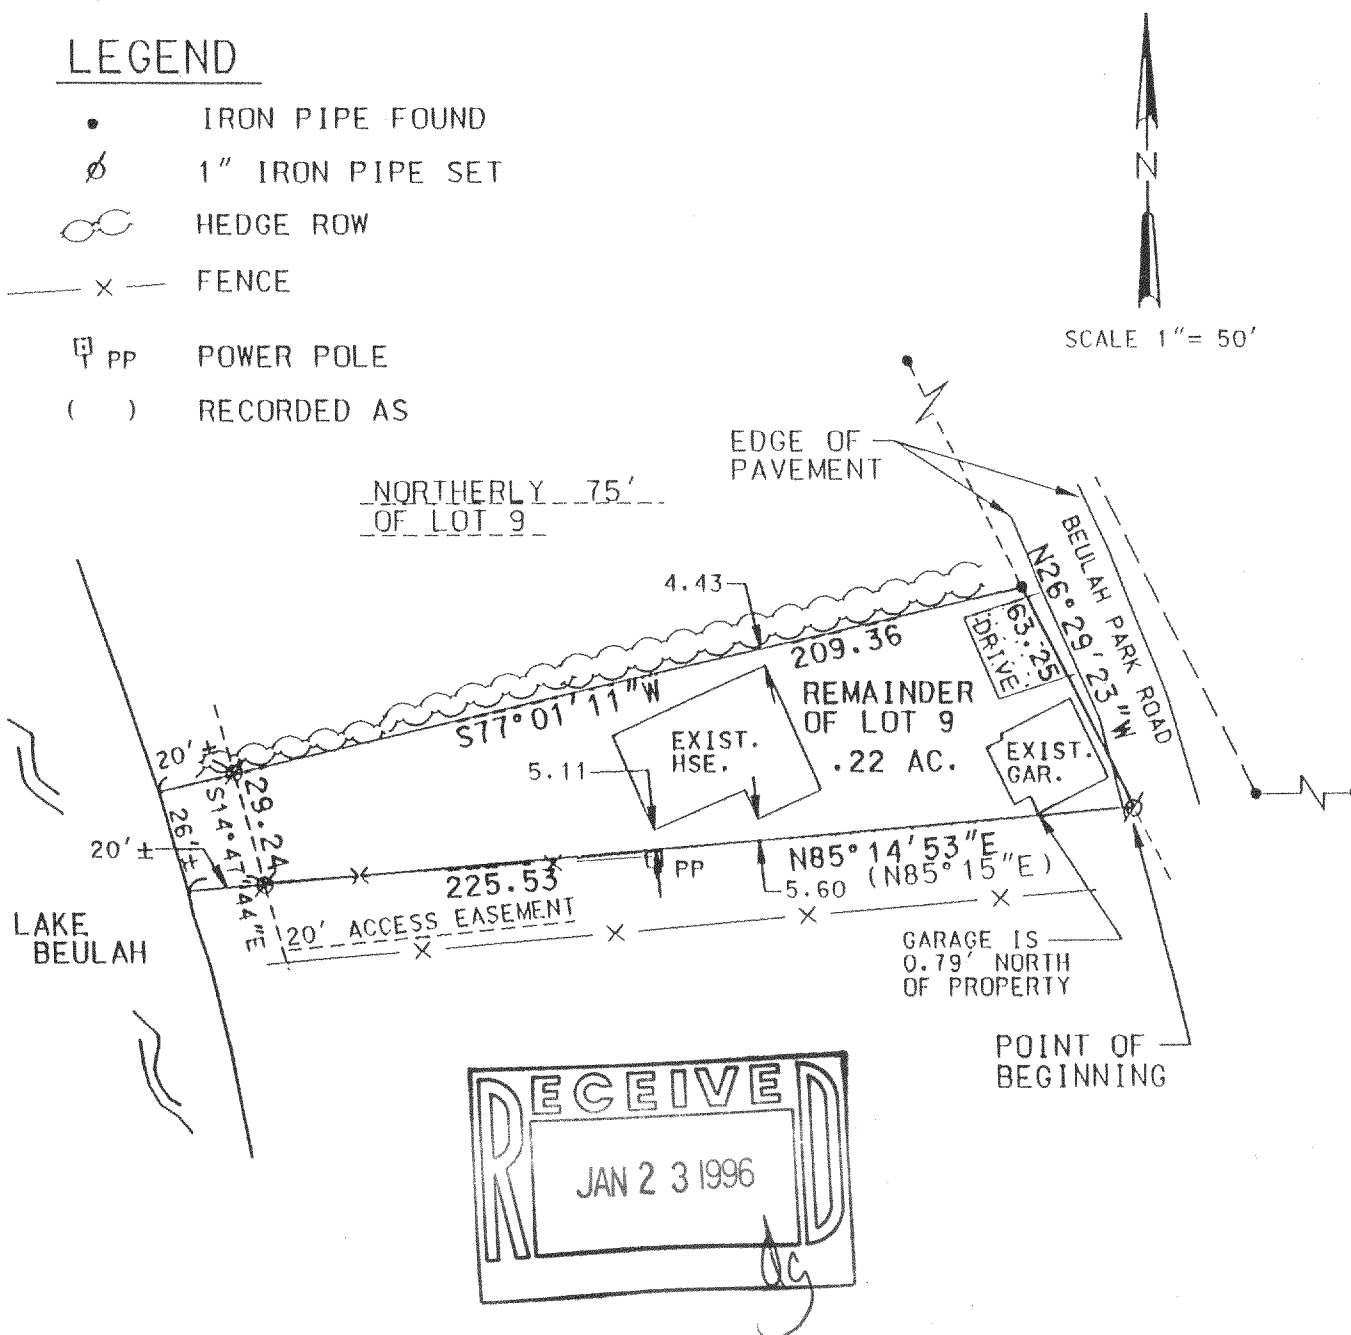 LEGEND
IRON PIPE FOUND
1" IRON PIPE SET
HEDGE ROW
FENCE
PP POWER POLE
( ) RECORDED AS
N
SCALE 1"= 50'
EDGE OF
PAVEMENT
NORTHERLY 75'
OF LOT 9
BEULAH PARK ROAD
N26°29'23"W
63.25
DRIVE
4.43
209.36
S77°01'11"W
REMAINDER
OF LOT 9
.22 AC.
EXIST.
HSE.
EXIST.
GAR.
5.11
20'±
29.24
S14°47'44"E
26'±
20'±
PP
N85°14'53"E
(N85°15"E)
225.53
5.60
20' ACCESS EASEMENT
LAKE
BEULAH
GARAGE IS
0.79' NORTH
OF PROPERTY
POINT OF
BEGINNING
RECEIVED
JAN 23 1996